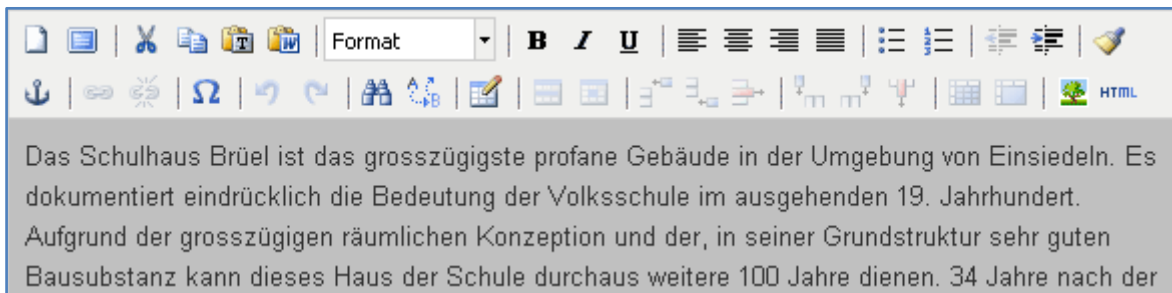 Format B I U
HTML
Das Schulhaus Brüel ist das grosszügigste profane Gebäude in der Umgebung von Einsiedeln. Es
dokumentiert eindrücklich die Bedeutung der Volksschule im ausgehenden 19. Jahrhundert.
Aufgrund der grosszügigen räumlichen Konzeption und der, in seiner Grundstruktur sehr guten
Bausubstanz kann dieses Haus der Schule durchaus weitere 100 Jahre dienen. 34 Jahre nach der